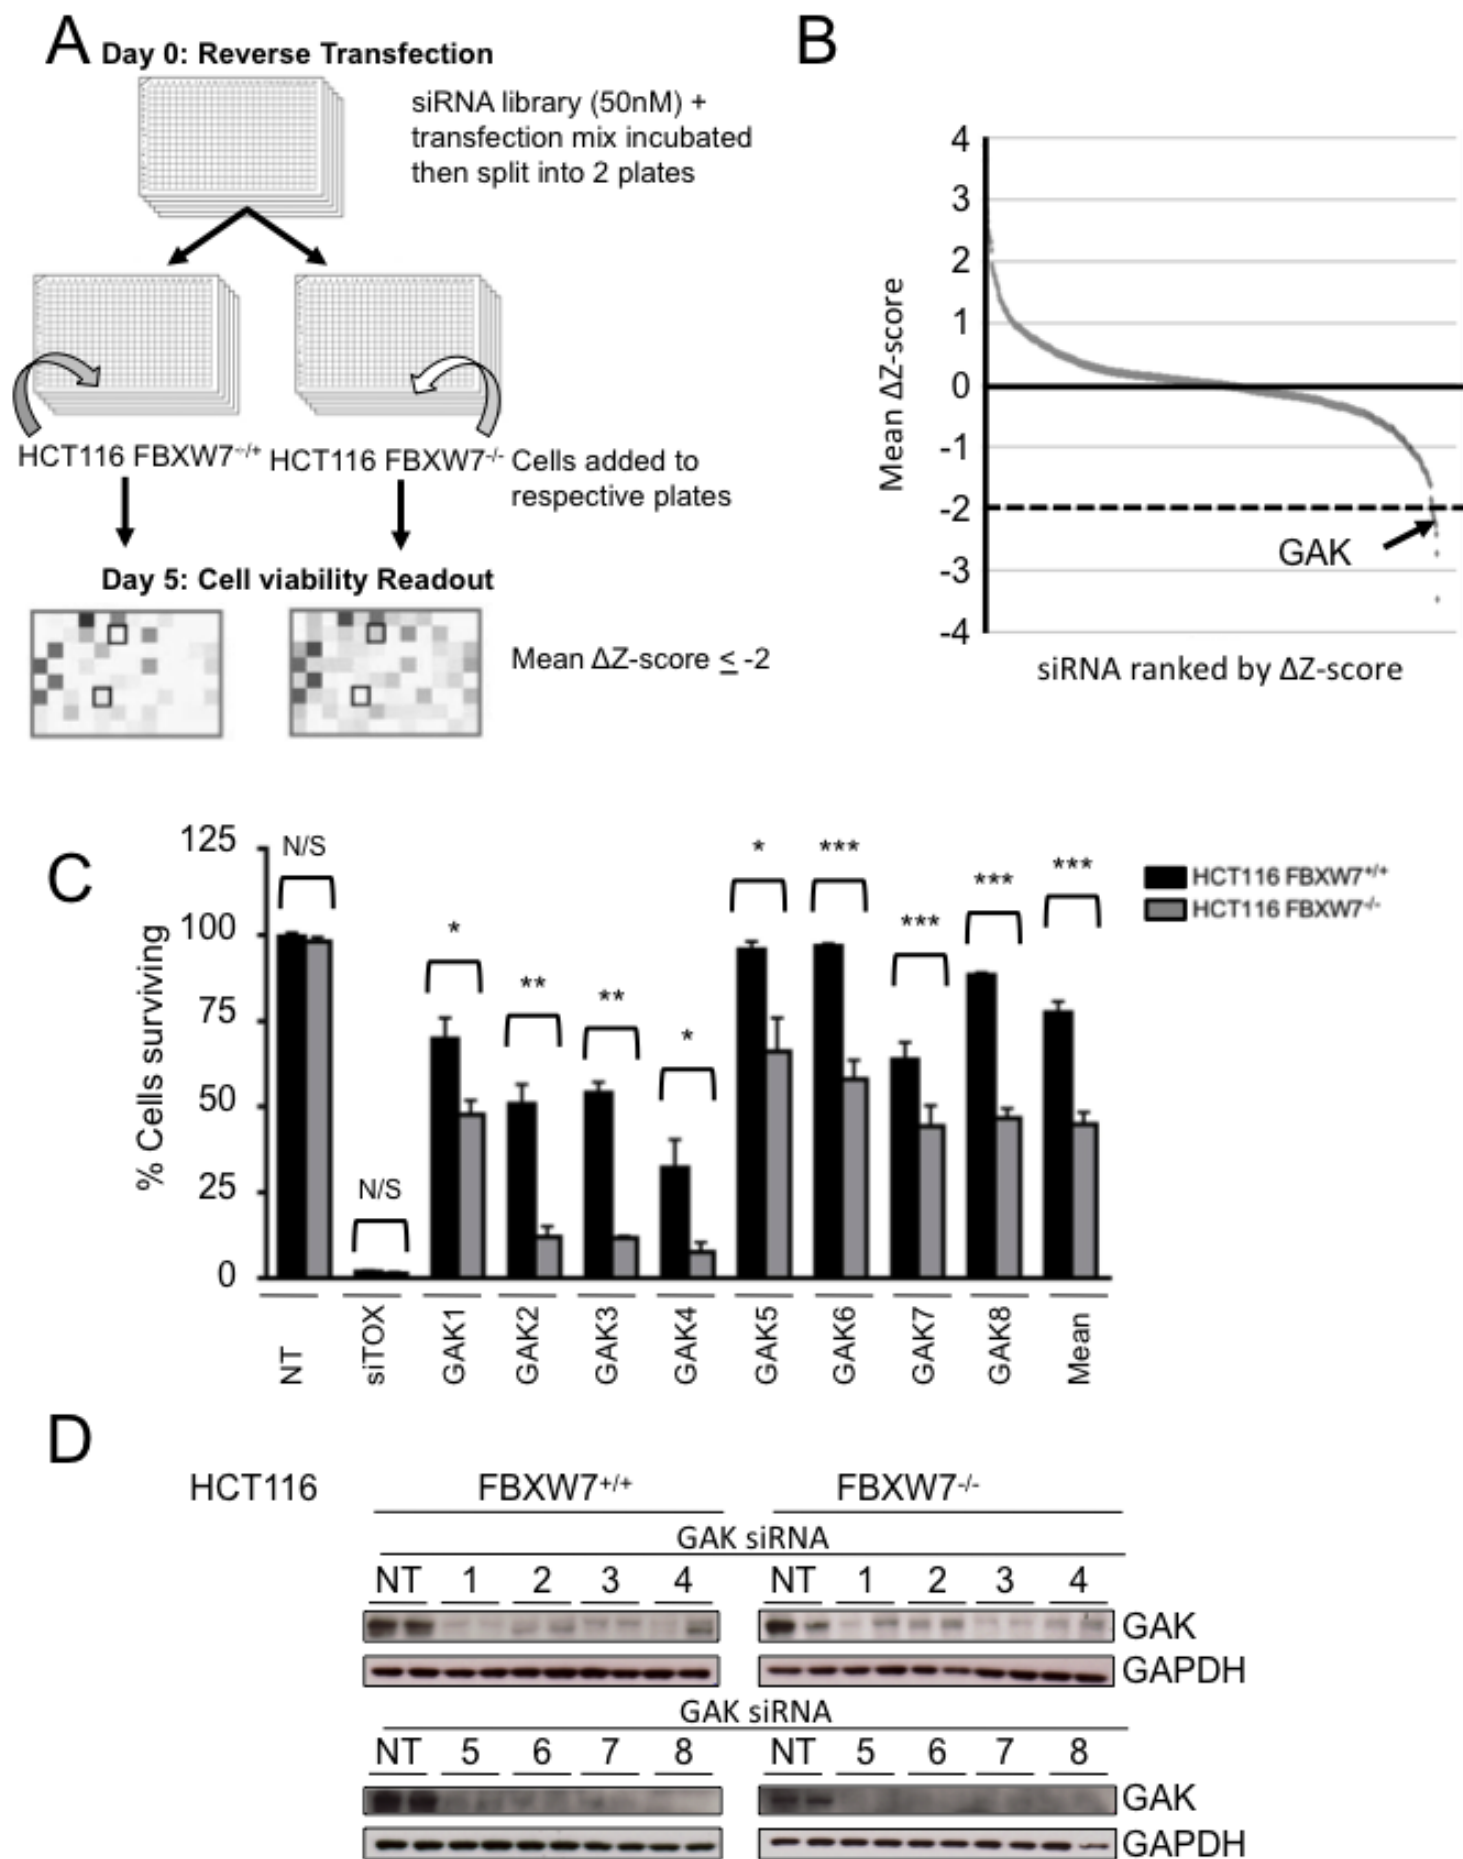 A
Day 0: Reverse Transfection
siRNA library (50nM) +
transfection mix incubated
then split into 2 plates
HCT116 FBXW7+/+
HCT116 FBXW7-/-
Cells added to
respective plates
Day 5: Cell viability Readout
Mean ΔZ-score ≤ -2
B
Mean ΔZ-score
4
3
2
1
0
-1
-2
-3
-4
GAK
siRNA ranked by ΔZ-score
C
% Cells surviving
125
100
75
50
25
0
N/S
N/S
*
**
**
*
*
***
***
***
***
HCT116 FBXW7+/+
HCT116 FBXW7-/-
NT
siTOX
GAK1
GAK2
GAK3
GAK4
GAK5
GAK6
GAK7
GAK8
Mean
D
HCT116
FBXW7+/+
FBXW7-/-
GAK siRNA
NT 1 2 3 4 NT 1 2 3 4
GAK
GAPDH
GAK siRNA
NT 5 6 7 8 NT 5 6 7 8
GAK
GAPDH